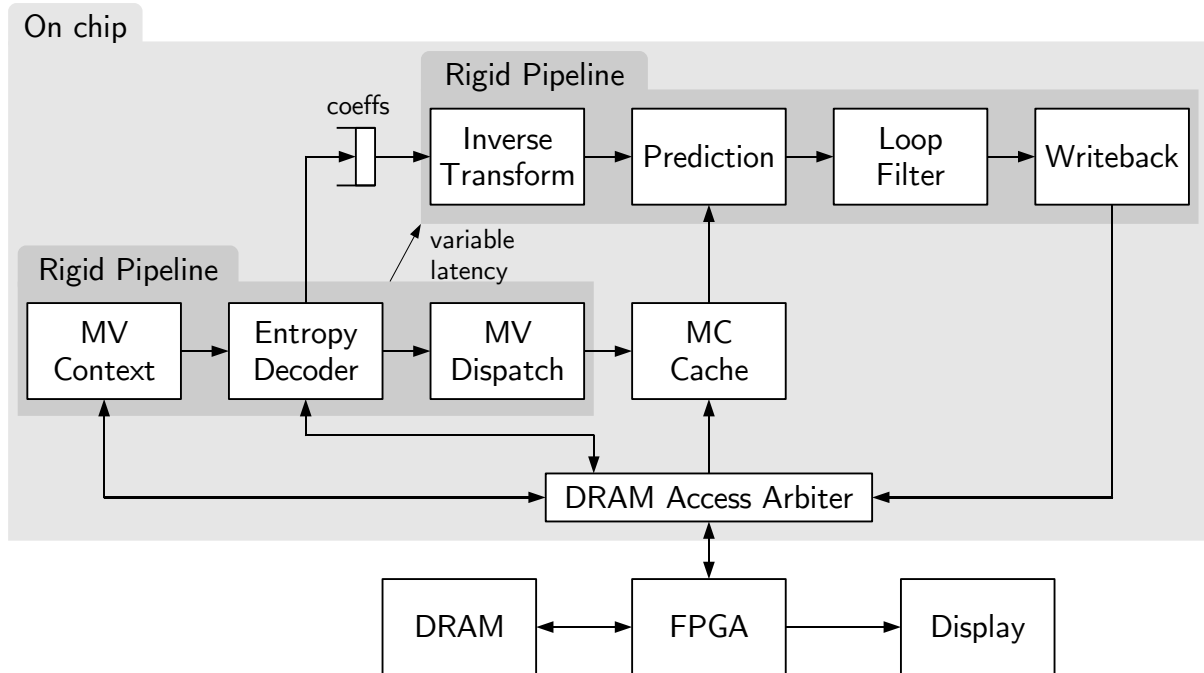 On chip
Rigid Pipeline
coeffs
Inverse
Transform
Prediction
Loop
Filter
Writeback
variable
latency
Rigid Pipeline
MV
Context
Entropy
Decoder
MV
Dispatch
MC
Cache
DRAM Access Arbiter
DRAM
FPGA
Display